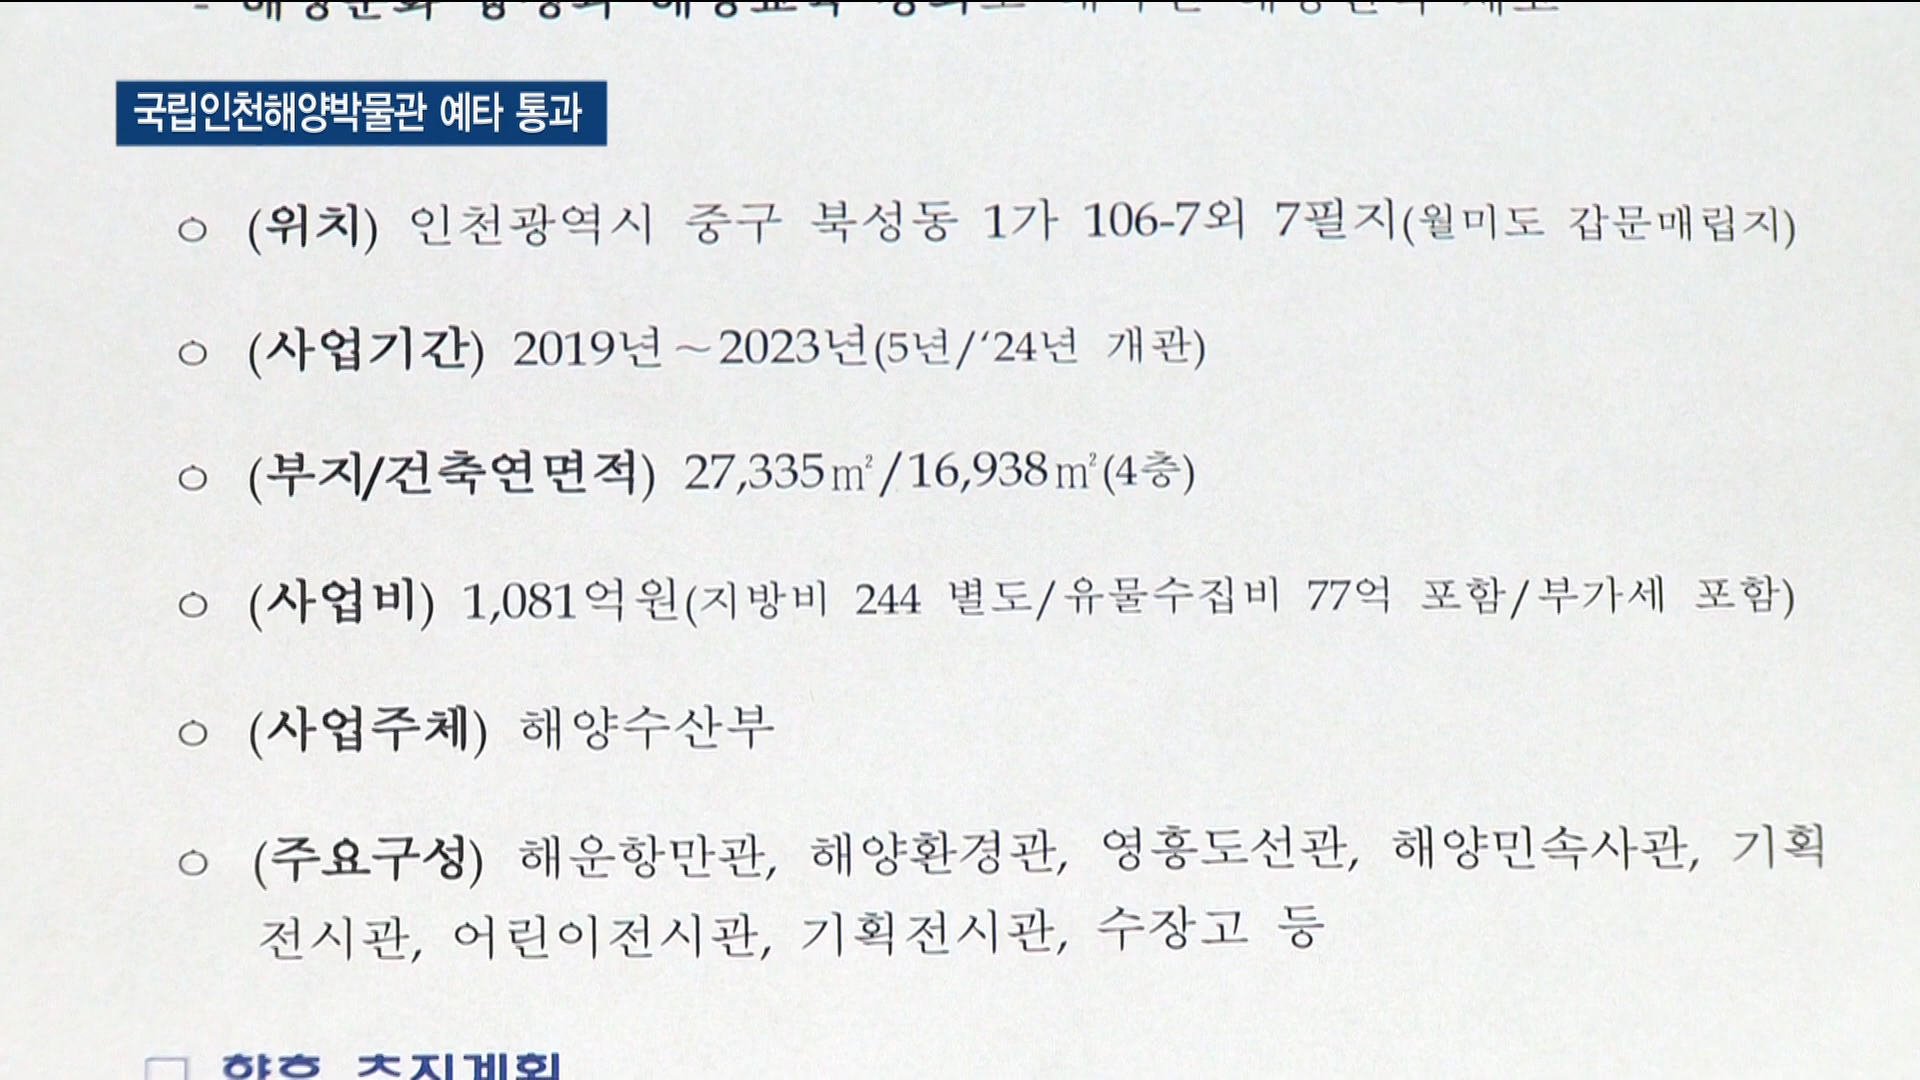 국립인천해양박물관 예타 통과
○ (위치) 인천광역시 중구 북성동 1가 106-7외 7필지(월미도 갑문매립지)
○ (사업기간) 2019년~2023년(5년/‘24년 개관)
○ (부지/건축연면적) 27,335㎡/16,938㎡(4층)
○ (사업비) 1,081억원(지방비 244 별도/유물수집비 77억 포함/부가세 포함)
○ (사업주체) 해양수산부
○ (주요구성) 해운항만관, 해양환경관, 영흥도선관, 해양민속사관, 기획
전시관, 어린이전시관, 기획전시관, 수장고 등
□ 향후 추진계획